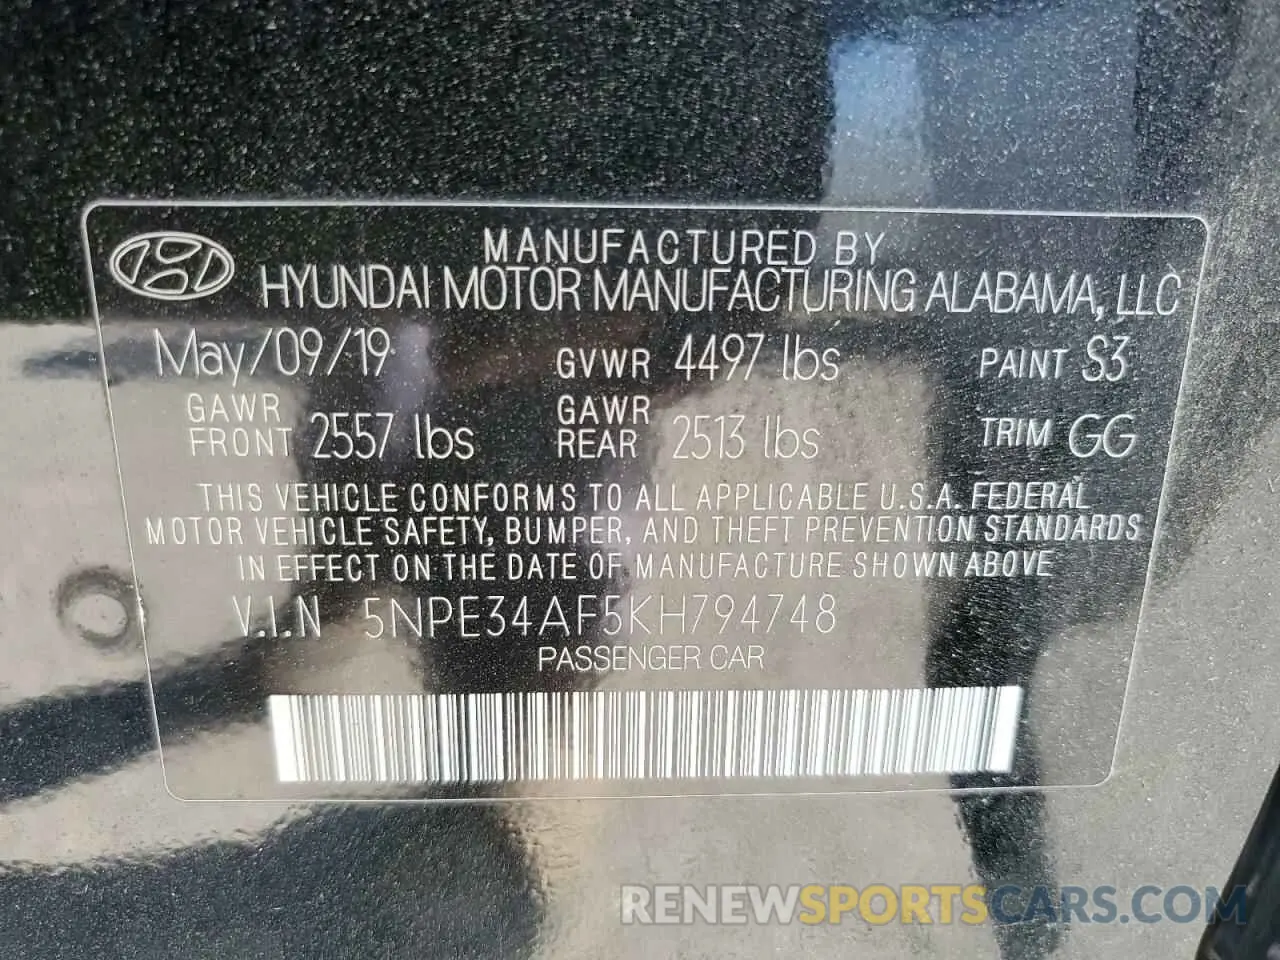 MANUFACTURED BY
HYUNDAI MOTOR MANUFACTURING ALABAMA, LLC
May/09/19 GVWR 4497 lbs PAINT S3
GAWR FRONT 2557 lbs GAWR REAR 2513 lbs TRIM GG
THIS VEHICLE CONFORMS TO ALL APPLICABLE U.S.A. FEDERAL
MOTOR VEHICLE SAFETY, BUMPER, AND THEFT PREVENTION STANDARDS
IN EFFECT ON THE DATE OF MANUFACTURE SHOWN ABOVE
V.I.N 5NPE34AF5KH794748
PASSENGER CAR
RENEWSPORTSCARS.COM